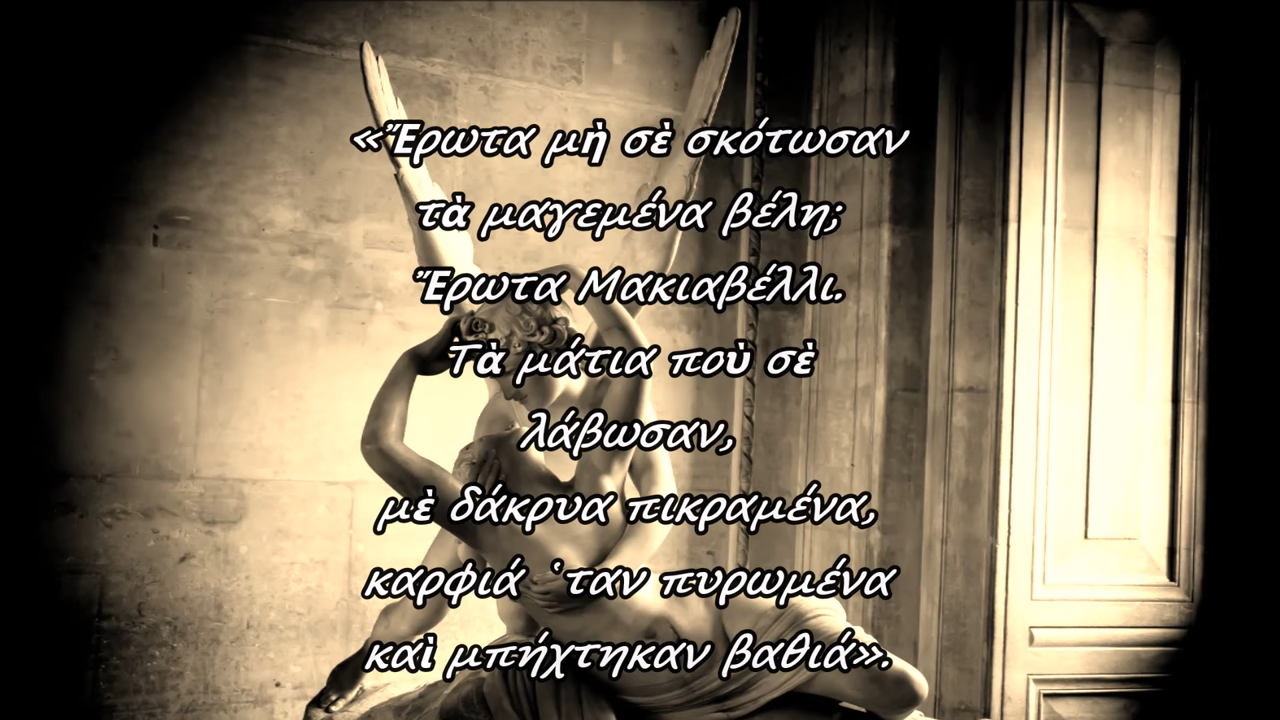 «Ἔρωτα μὴ σὲ σκότωσαν
τὰ μαγεμένα βέλη;
Ἔρωτα Μακιαβέλλι.
Τὰ μάτια ποὺ σὲ
λάβωσαν,
μὲ δάκρυα πικραμένα,
καρφιά ῾ταν πυρωμένα
καὶ μπήχτηκαν βαθιά».